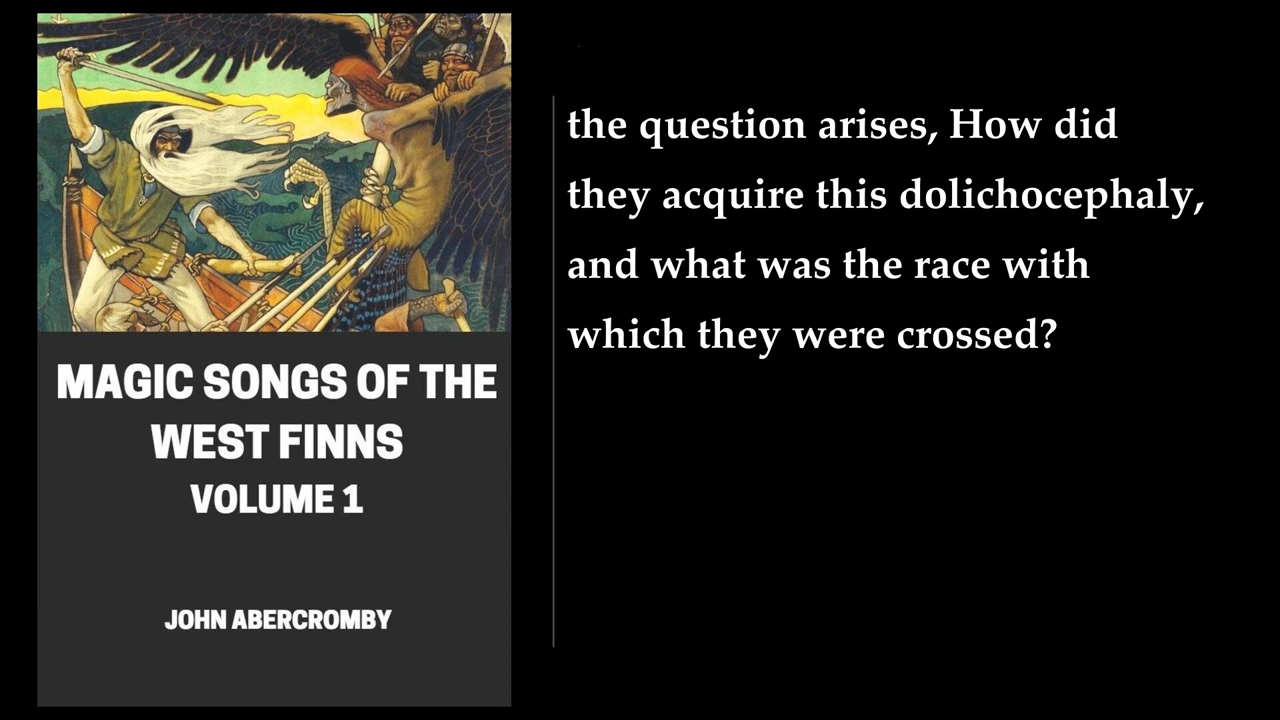 MAGIC SONGS OF THE
WEST FINNS
VOLUME 1
JOHN ABERCROMBY
the question arises, How did
they acquire this dolichocephaly,
and what was the race with
which they were crossed?